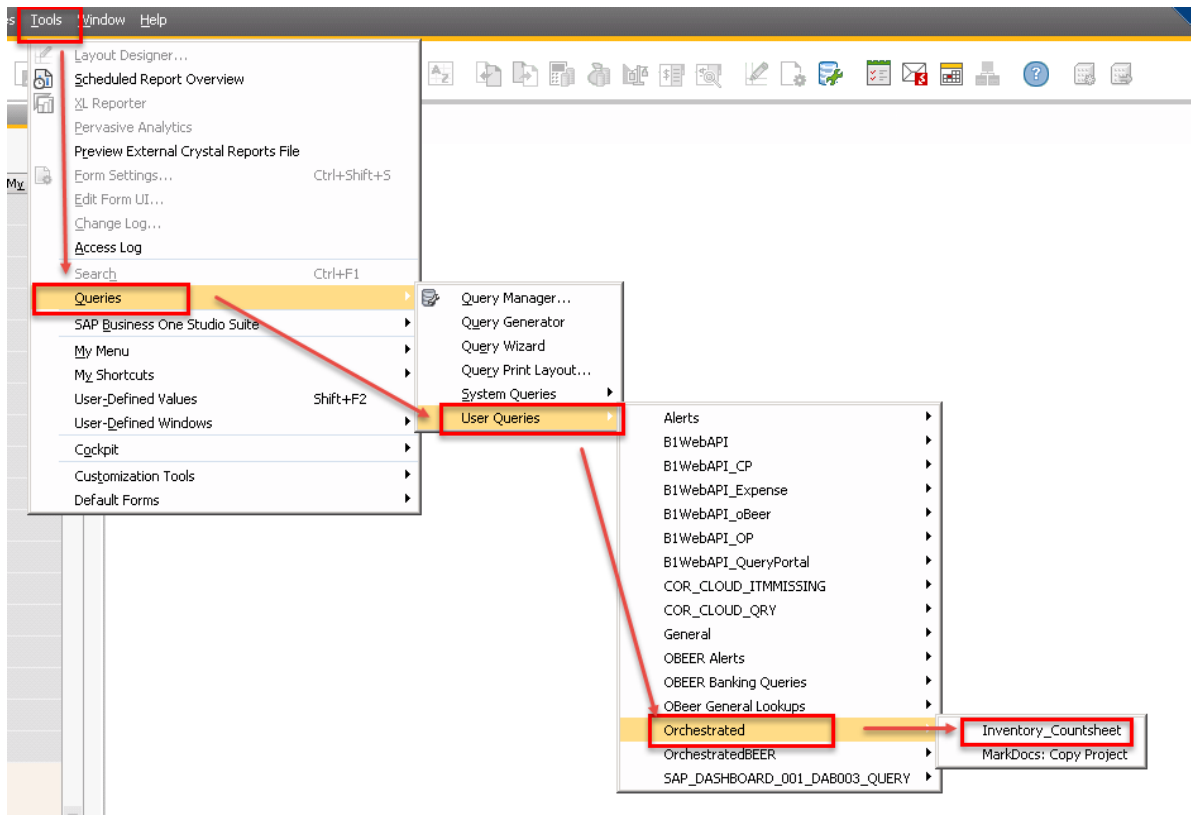 es Tools Window Help
Layout Designer...
Scheduled Report Overview
XL Reporter
Pervasive Analytics
Preview External Crystal Reports File
Form Settings... Ctrl+Shift+S
Edit Form UI...
Change Log...
Access Log
Search Ctrl+F1
Queries
SAP Business One Studio Suite
My Menu
My Shortcuts
User-Defined Values Shift+F2
User-Defined Windows
Cockpit
Customization Tools
Default Forms
My
Query Manager...
Query Generator
Query Wizard
Query Print Layout...
System Queries
User Queries
Alerts
B1WebAPI
B1WebAPI_CP
B1WebAPI_Expense
B1WebAPI_oBeer
B1WebAPI_OP
B1WebAPI_QueryPortal
COR_CLOUD_ITMMISSING
COR_CLOUD_QRY
General
OBEER Alerts
OBEER Banking Queries
OBeer General Lookups
Orchestrated
OrchestratedBEER
SAP_DASHBOARD_001_DAB003_QUERY
Inventory_Countsheet
MarkDocs: Copy Project